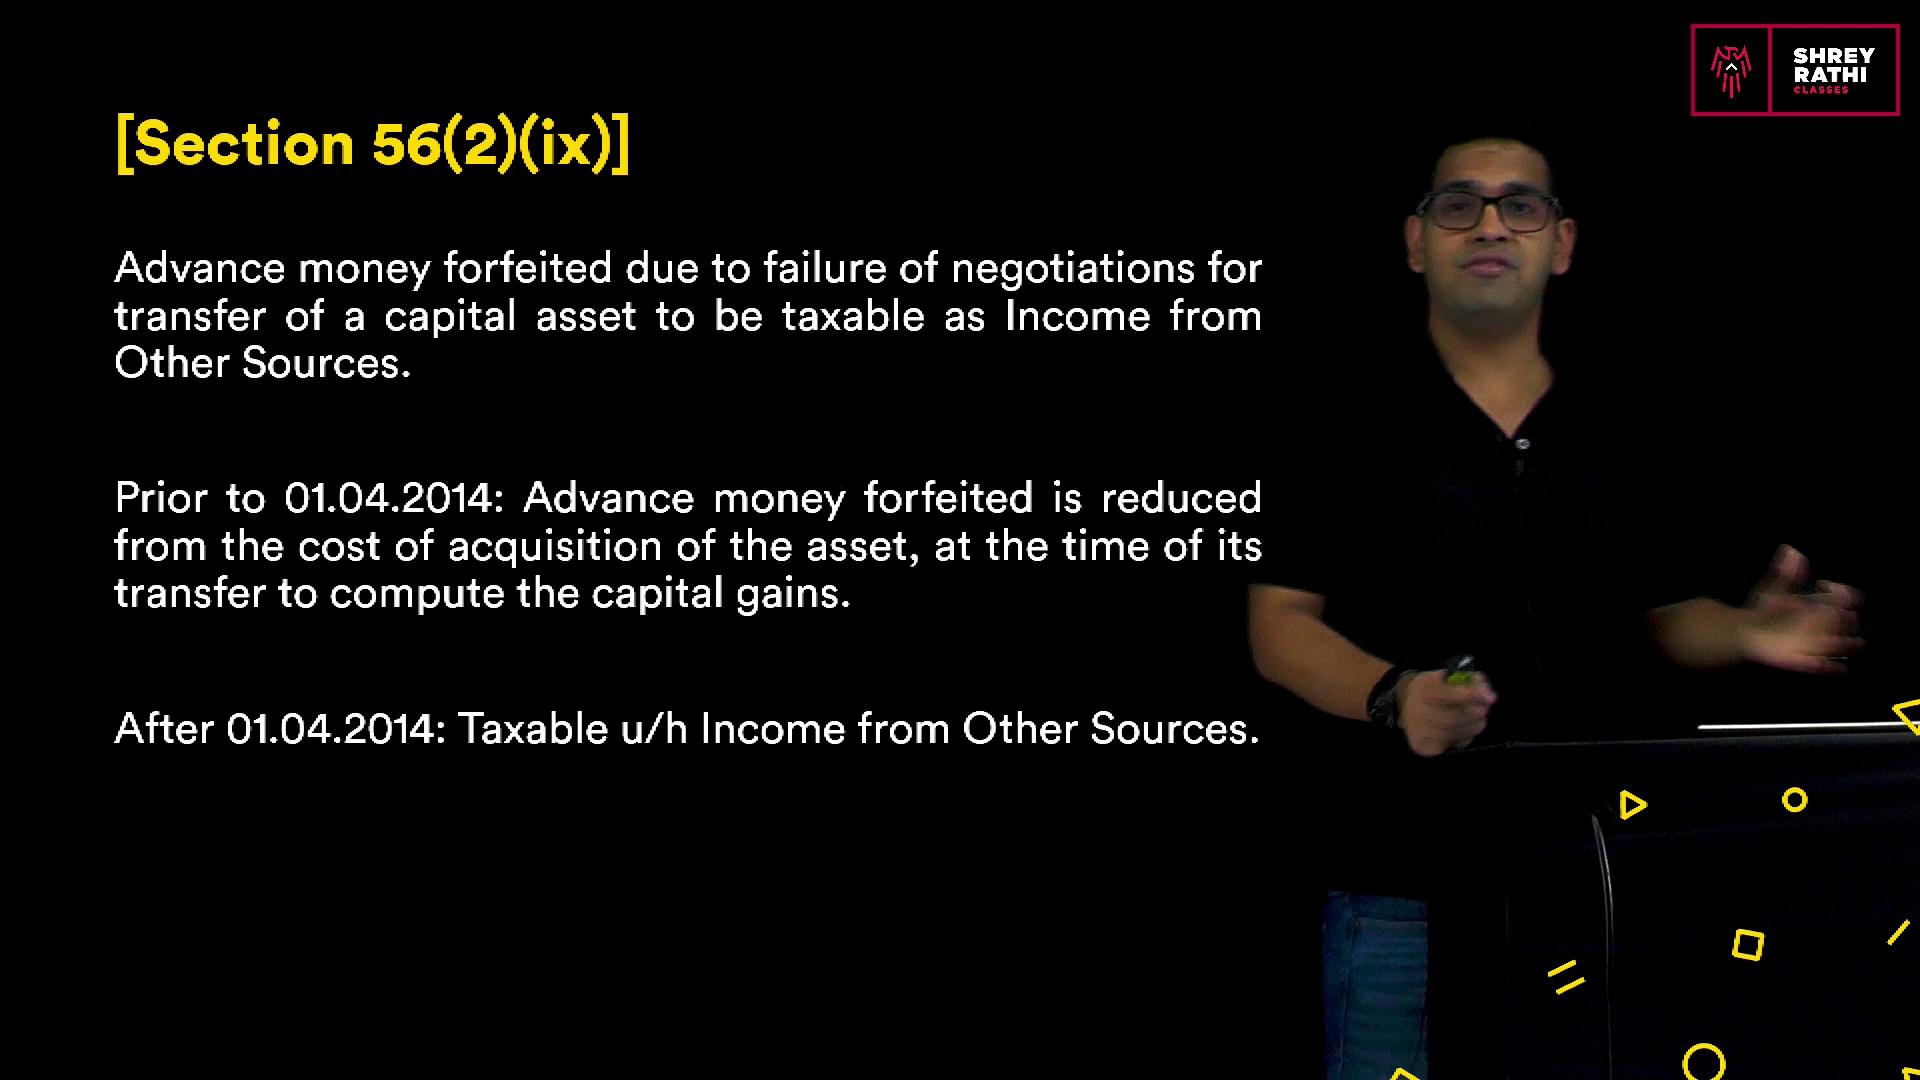 SHREY
RATHI
CLASSES
[Section 56(2)(ix)]
Advance money forfeited due to failure of negotiations for
transfer of a capital asset to be taxable as Income from
Other Sources.
Prior to 01.04.2014: Advance money forfeited is reduced
from the cost of acquisition of the asset, at the time of its
transfer to compute the capital gains.
After 01.04.2014: Taxable u/h Income from Other Sources.